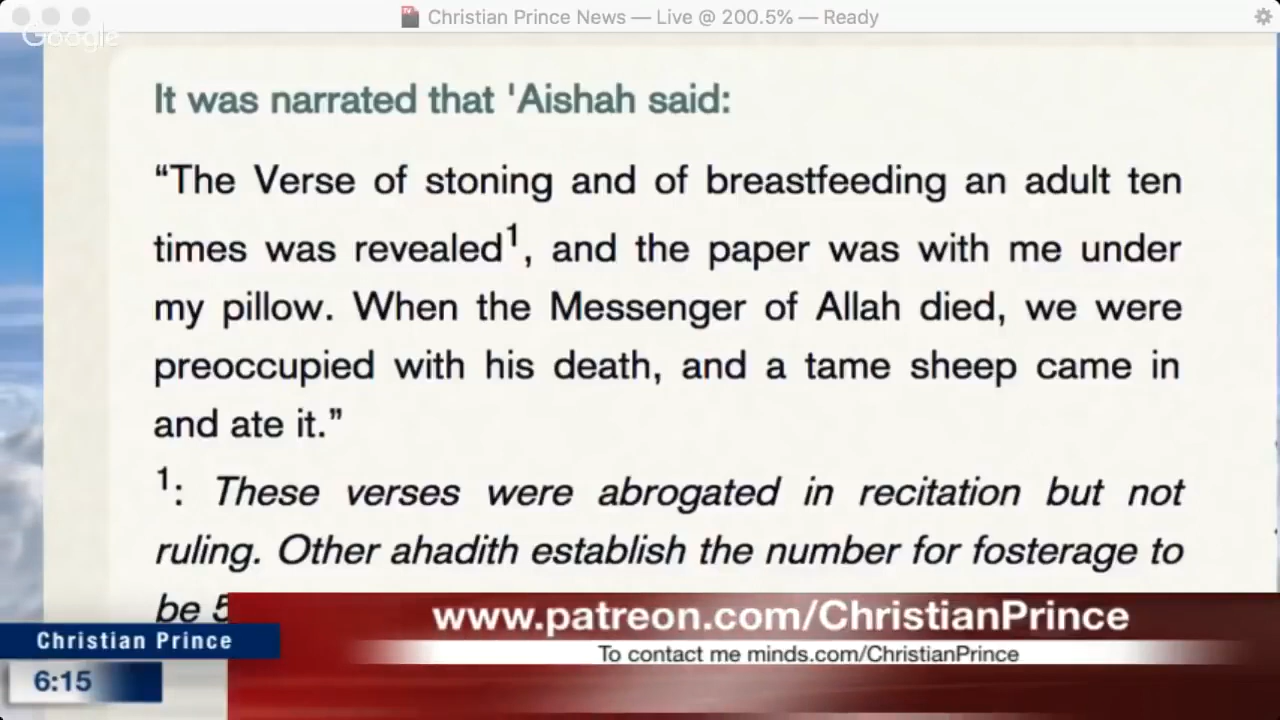 Christian Prince News — Live @ 200.5% — Ready
Google
It was narrated that 'Aishah said:
“The Verse of stoning and of breastfeeding an adult ten
times was revealed¹, and the paper was with me under
my pillow. When the Messenger of Allah died, we were
preoccupied with his death, and a tame sheep came in
and ate it.”
¹: These verses were abrogated in recitation but not
ruling. Other ahadith establish the number for fosterage to
be 5
www.patreon.com/ChristianPrince
Christian Prince
To contact me minds.com/ChristianPrince
6:15